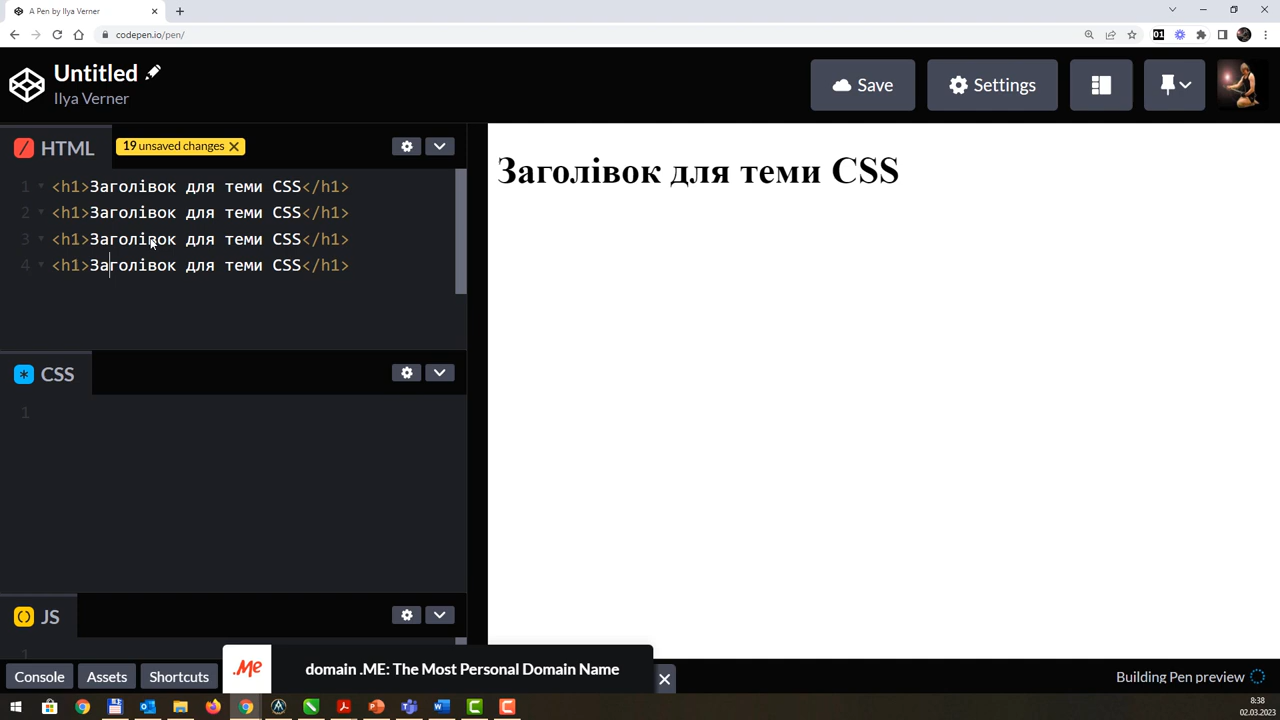 A Pen by Ilya Verner
codepen.io/pen/
01
Untitled
Ilya Verner
Save
Settings
HTML
19 unsaved changes
1 <h1>Заголівок для теми CSS</h1>
2 <h1>Заголівок для теми CSS</h1>
3 <h1>Заголівок для теми CSS</h1>
4 <h1>Заголівок для теми CSS</h1>
Заголівок для теми CSS
CSS
1
JS
1
Console
Assets
Shortcuts
.Me
domain .ME: The Most Personal Domain Name
Building Pen preview
8:38
02.03.2023